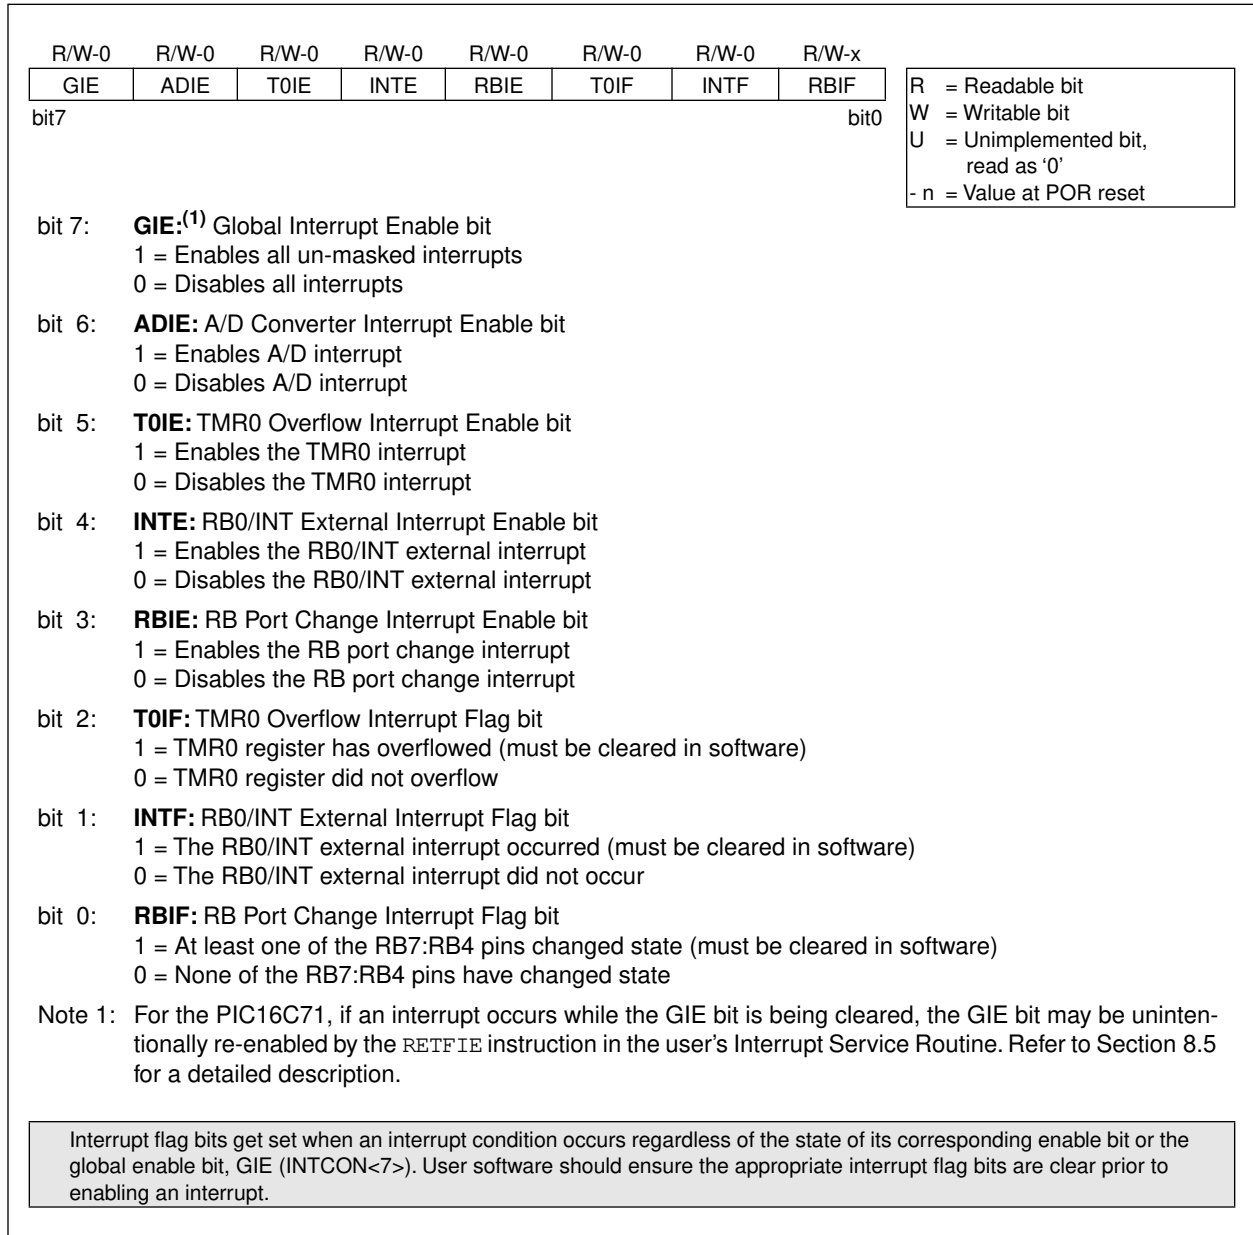 R/W-0 R/W-0 R/W-0 R/W-0 R/W-0 R/W-0 R/W-0 R/W-x
GIE ADIE T0IE INTE RBIE T0IF INTF RBIF
bit7 bit0
R = Readable bit
W = Writable bit
U = Unimplemented bit,
read as ‘0’
- n = Value at POR reset
bit 7: GIE:(1) Global Interrupt Enable bit
1 = Enables all un-masked interrupts
0 = Disables all interrupts
bit 6: ADIE: A/D Converter Interrupt Enable bit
1 = Enables A/D interrupt
0 = Disables A/D interrupt
bit 5: T0IE: TMR0 Overflow Interrupt Enable bit
1 = Enables the TMR0 interrupt
0 = Disables the TMR0 interrupt
bit 4: INTE: RB0/INT External Interrupt Enable bit
1 = Enables the RB0/INT external interrupt
0 = Disables the RB0/INT external interrupt
bit 3: RBIE: RB Port Change Interrupt Enable bit
1 = Enables the RB port change interrupt
0 = Disables the RB port change interrupt
bit 2: T0IF: TMR0 Overflow Interrupt Flag bit
1 = TMR0 register has overflowed (must be cleared in software)
0 = TMR0 register did not overflow
bit 1: INTF: RB0/INT External Interrupt Flag bit
1 = The RB0/INT external interrupt occurred (must be cleared in software)
0 = The RB0/INT external interrupt did not occur
bit 0: RBIF: RB Port Change Interrupt Flag bit
1 = At least one of the RB7:RB4 pins changed state (must be cleared in software)
0 = None of the RB7:RB4 pins have changed state
Note 1: For the PIC16C71, if an interrupt occurs while the GIE bit is being cleared, the GIE bit may be uninten-
tionally re-enabled by the RETFIE instruction in the user’s Interrupt Service Routine. Refer to Section 8.5
for a detailed description.
Interrupt flag bits get set when an interrupt condition occurs regardless of the state of its corresponding enable bit or the
global enable bit, GIE (INTCON<7>). User software should ensure the appropriate interrupt flag bits are clear prior to
enabling an interrupt.